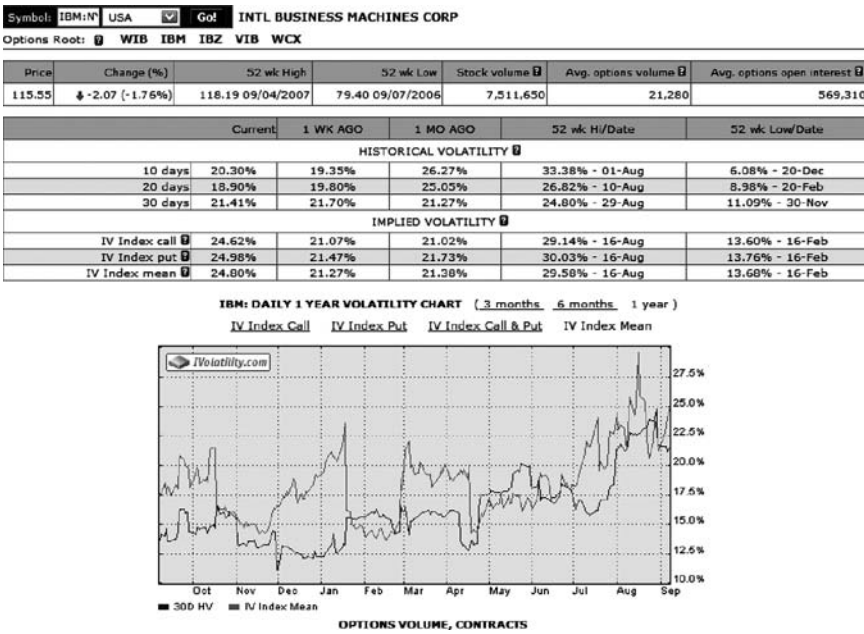 Symbol: IBM:N USA Go! INTL BUSINESS MACHINES CORP
Options Root: ? WIB IBM IBZ VIB WCX
Price Change (%) 52 wk High 52 wk Low Stock volume ? Avg. options volume ? Avg. options open interest ?
115.55 -2.07 (-1.76%) 118.19 09/04/2007 79.40 09/07/2006 7,511,650 21,280 569,310
Current 1 WK AGO 1 MO AGO 52 wk Hi/Date 52 wk Low/Date
HISTORICAL VOLATILITY ?
10 days 20.30% 19.35% 26.27% 33.38% - 01-Aug 6.08% - 20-Dec
20 days 18.90% 19.80% 25.05% 26.82% - 10-Aug 8.98% - 20-Feb
30 days 21.41% 21.70% 21.27% 24.80% - 29-Aug 11.09% - 30-Nov
IMPLIED VOLATILITY ?
IV Index call ? 24.62% 21.07% 21.02% 29.14% - 16-Aug 13.60% - 16-Feb
IV Index put ? 24.98% 21.47% 21.73% 30.03% - 16-Aug 13.76% - 16-Feb
IV Index mean ? 24.80% 21.27% 21.38% 29.58% - 16-Aug 13.68% - 16-Feb
IBM: DAILY 1 YEAR VOLATILITY CHART ( 3 months 6 months 1 year )
IV Index Call IV Index Put IV Index Call & Put IV Index Mean
IVolatility.com
27.5%
25.0%
22.5%
20.0%
17.5%
15.0%
12.5%
10.0%
Oct Nov Dec Jan Feb Mar Apr May Jun Jul Aug Sep
30D HV IV Index Mean
OPTIONS VOLUME, CONTRACTS